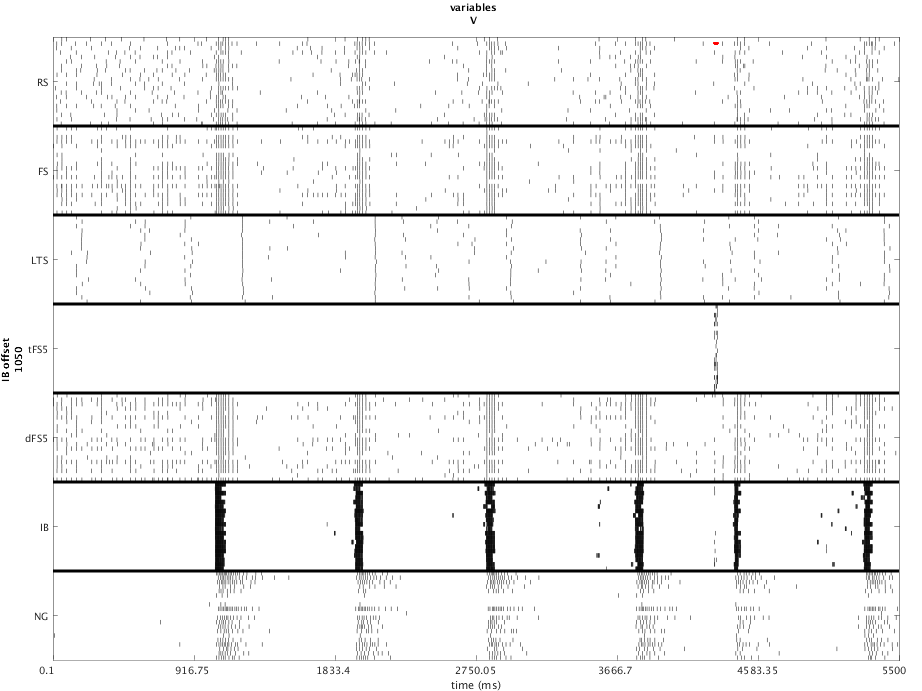 variables
V
RS
FS
LTS
tFS5
dFS5
IB
NG
IB offset
1050
0.1 916.75 1833.4 2750.05 3666.7 4583.35 5500
time (ms)